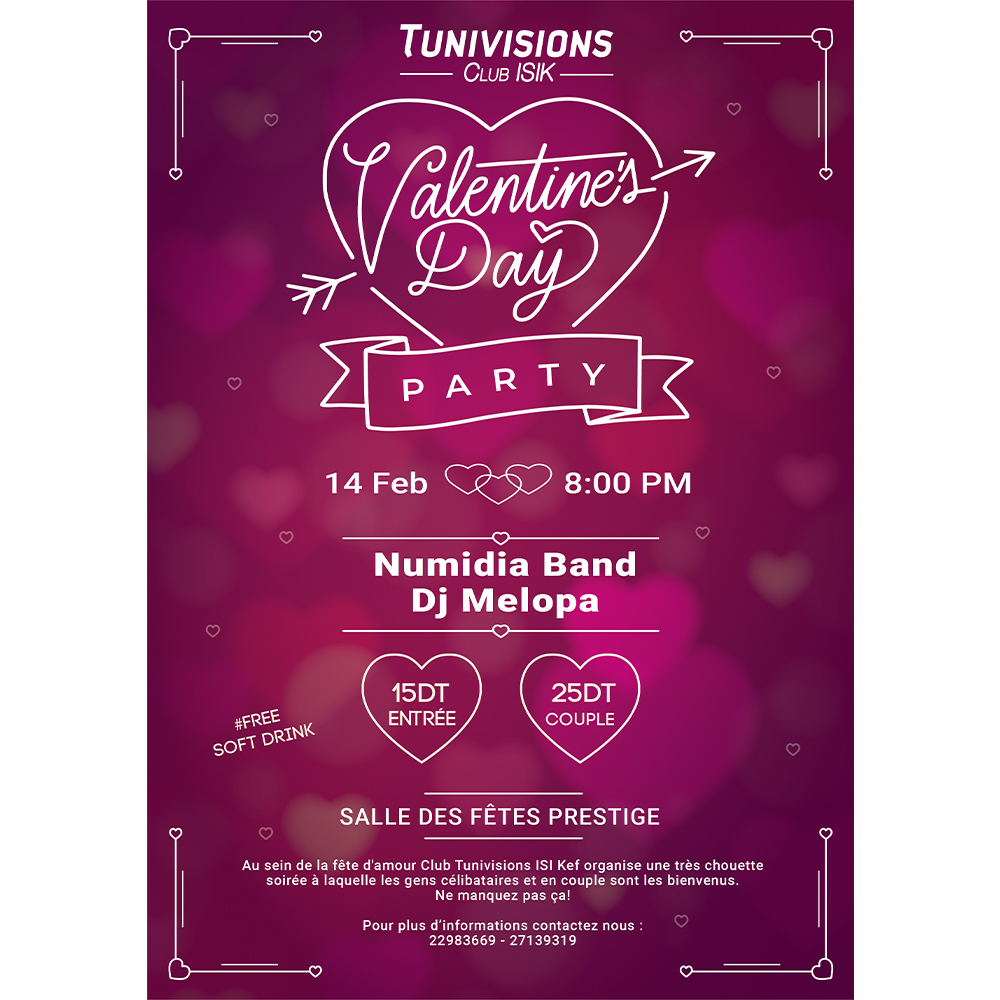 TUNIVISIONS
CLUB ISIK
Valentine's
Day
PARTY
14 Feb 8:00 PM
Numidia Band
Dj Melopa
15DT
ENTRÉE
25DT
COUPLE
#FREE
SOFT DRINK
SALLE DES FÊTES PRESTIGE
Au sein de la fête d'amour Club Tunivisions ISI Kef organise une très chouette
soirée à laquelle les gens célibataires et en couple sont les bienvenus.
Ne manquez pas ça!
Pour plus d'informations contactez nous :
22983669 - 27139319